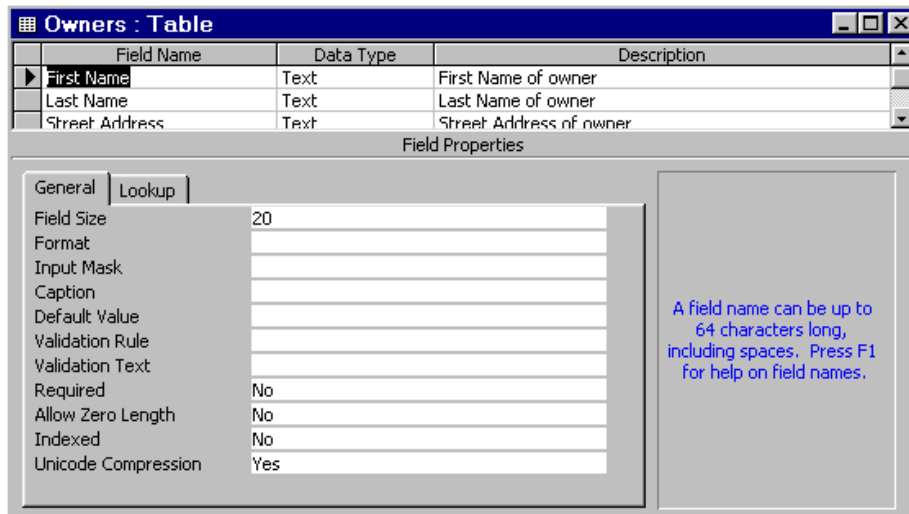 Owners : Table
Field Name Data Type Description
First Name Text First Name of owner
Last Name Text Last Name of owner
Street Address Text Street Address of owner
Field Properties
General Lookup
Field Size 20
Format
Input Mask
Caption
Default Value
Validation Rule
Validation Text
Required No
Allow Zero Length No
Indexed No
Unicode Compression Yes
A field name can be up to
64 characters long,
including spaces. Press F1
for help on field names.